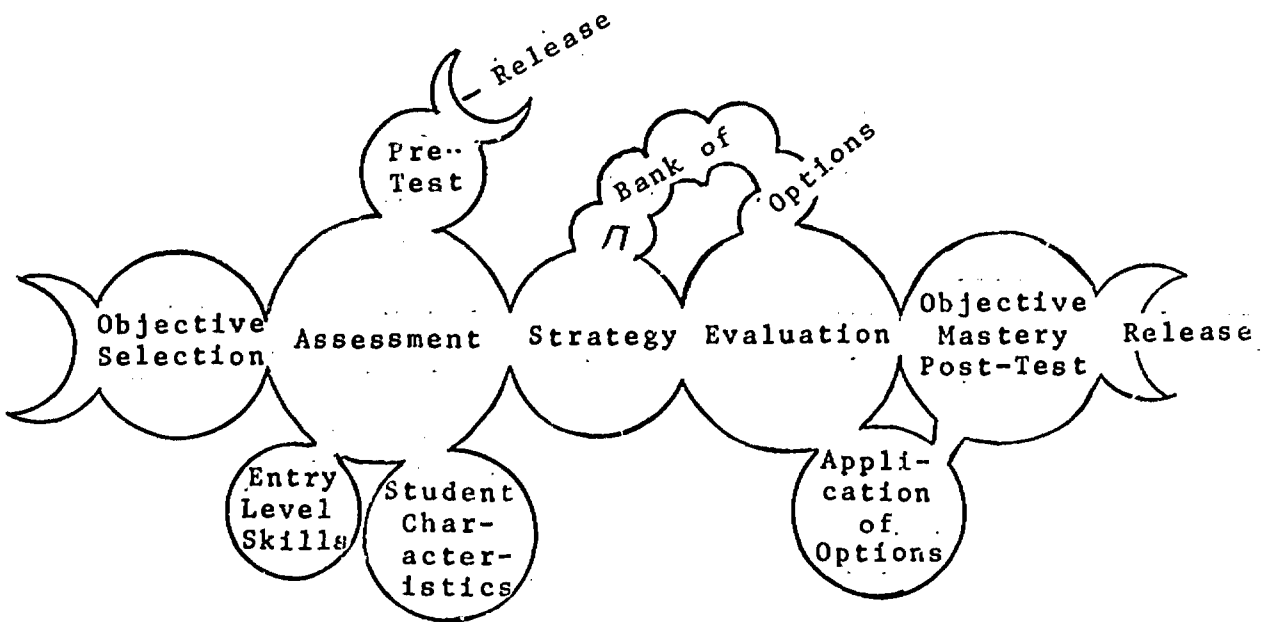 Release
Pre-
Test
Bank of
Options
Π
Objective
Selection
Assessment
Strategy
Evaluation
Objective
Mastery
Post-Test
Release
Entry
Level
Skills
Student
Char-
acter-
istics
Appli-
cation
of
Options